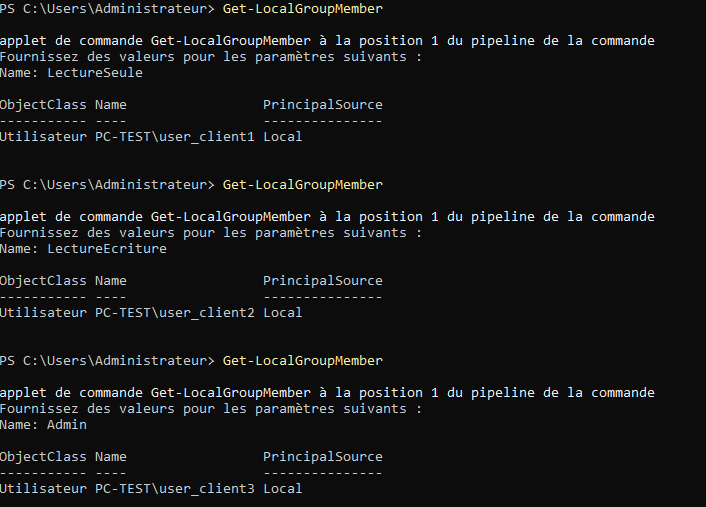 PS C:\Users\Administrateur> Get-LocalGroupMember
applet de commande Get-LocalGroupMember à la position 1 du pipeline de la commande
Fournissez des valeurs pour les paramètres suivants :
Name: LectureSeule
ObjectClass Name                 PrincipalSource
----------- ----                 ---------------
Utilisateur PC-TEST\user_client1 Local
PS C:\Users\Administrateur> Get-LocalGroupMember
applet de commande Get-LocalGroupMember à la position 1 du pipeline de la commande
Fournissez des valeurs pour les paramètres suivants :
Name: LectureEcriture
ObjectClass Name                 PrincipalSource
----------- ----                 ---------------
Utilisateur PC-TEST\user_client2 Local
PS C:\Users\Administrateur> Get-LocalGroupMember
applet de commande Get-LocalGroupMember à la position 1 du pipeline de la commande
Fournissez des valeurs pour les paramètres suivants :
Name: Admin
ObjectClass Name                 PrincipalSource
----------- ----                 ---------------
Utilisateur PC-TEST\user_client3 Local